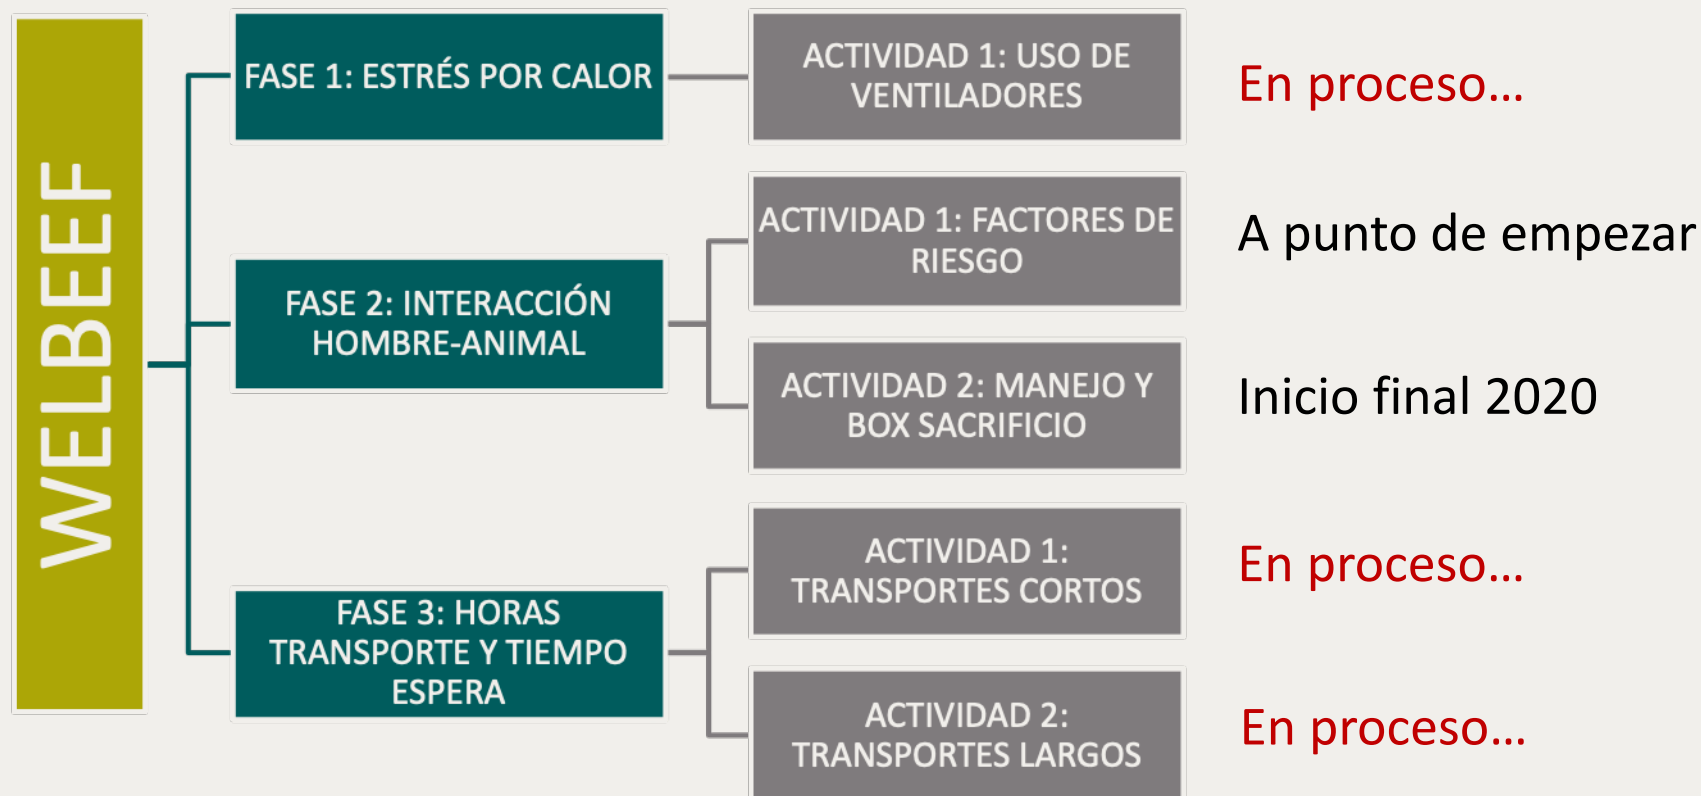 WELBEEF
FASE 1: ESTRÉS POR CALOR
ACTIVIDAD 1: USO DE
VENTILADORES
En proceso...
FASE 2: INTERACCIÓN
HOMBRE-ANIMAL
ACTIVIDAD 1: FACTORES DE
RIESGO
A punto de empezar
ACTIVIDAD 2: MANEJO Y
BOX SACRIFICIO
Inicio final 2020
FASE 3: HORAS
TRANSPORTE Y TIEMPO
ESPERA
ACTIVIDAD 1:
TRANSPORTES CORTOS
En proceso...
ACTIVIDAD 2:
TRANSPORTES LARGOS
En proceso...